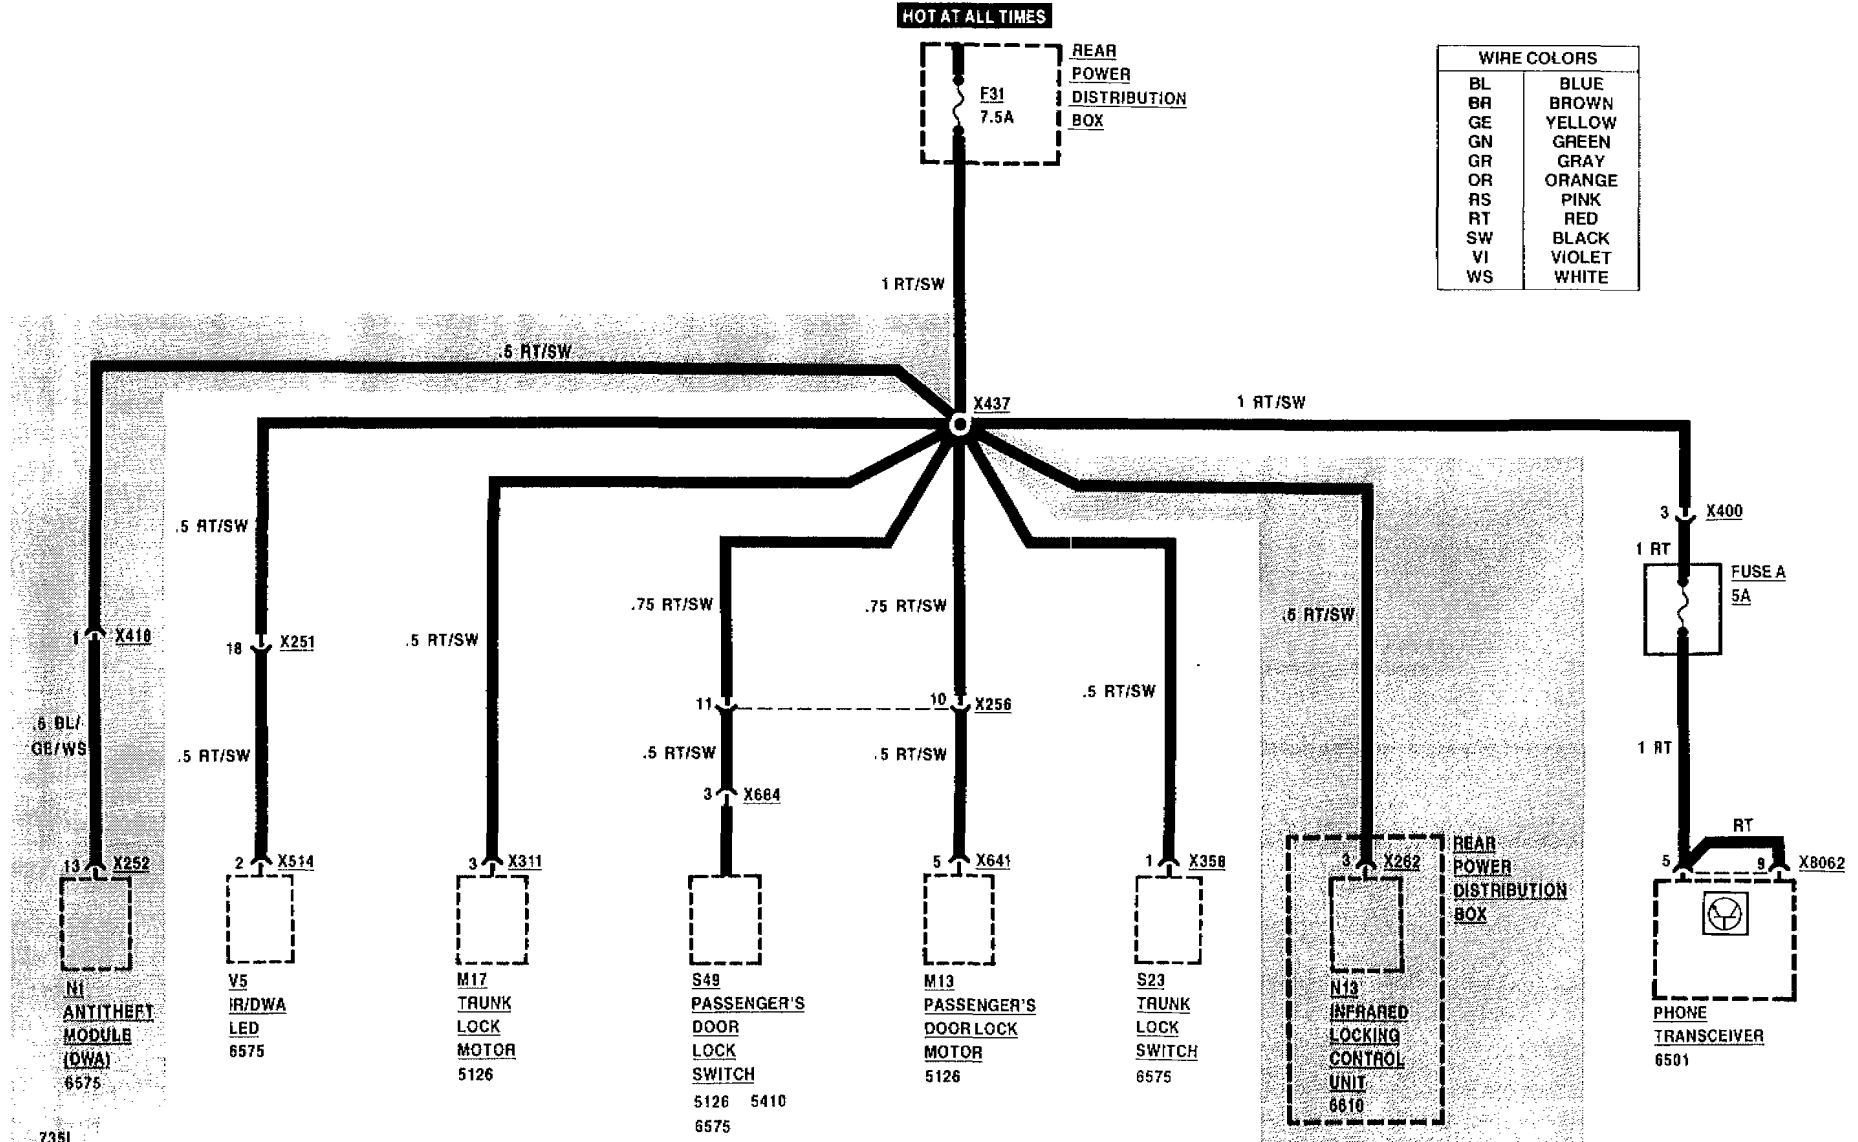 HOT AT ALL TIMES
REAR
POWER
DISTRIBUTION
BOX
F31
7.5A
WIRE COLORS
BL BLUE
BR BROWN
GE YELLOW
GN GREEN
GR GRAY
OR ORANGE
RS PINK
RT RED
SW BLACK
VI VIOLET
WS WHITE
1 RT/SW
.5 RT/SW
X437
1 RT/SW
.5 RT/SW
3 X400
1 RT
FUSE A
5A
.75 RT/SW
.75 RT/SW
.5 RT/SW
.5 RT/SW
1 X418
18 X251
.5 RT/SW
11
10 X256
.5 BL/
GE/WS
.5 RT/SW
.5 RT/SW
.5 RT/SW
1 RT
3 X684
RT
13 X252
2 X514
3 X311
5 X641
1 X358
3 X262
REAR
POWER
DISTRIBUTION
BOX
5
9 X8062
N1
ANTITHEFT
MODULE
(DWA)
6575
V5
IR/DWA
LED
6575
M17
TRUNK
LOCK
MOTOR
5126
S49
PASSENGER'S
DOOR
LOCK
SWITCH
5126 5410
6575
M13
PASSENGER'S
DOOR LOCK
MOTOR
5126
S23
TRUNK
LOCK
SWITCH
6575
N13
INFRARED
LOCKING
CONTROL
UNIT
6610
PHONE
TRANSCEIVER
6501